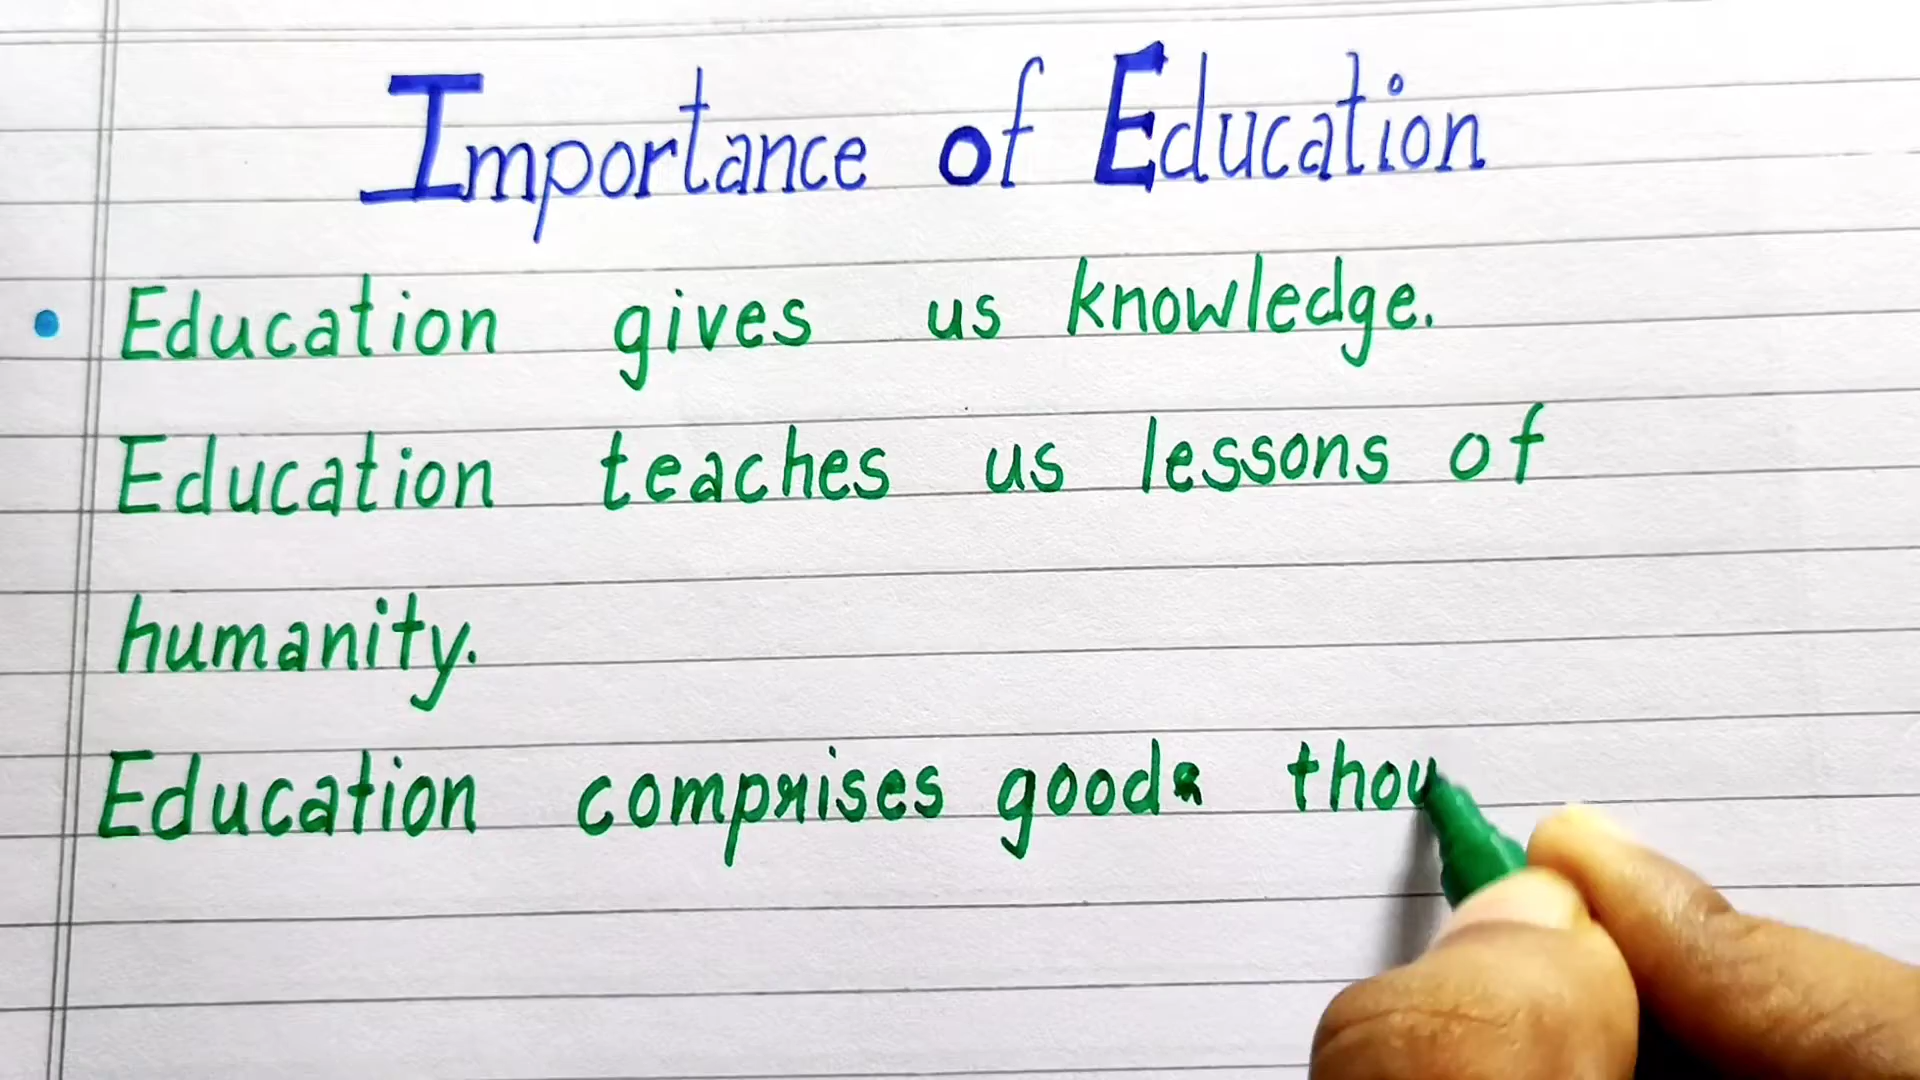 Importance of Education
• Education gives us knowledge.
Education teaches us lessons of
humanity.
Education comprises good thou